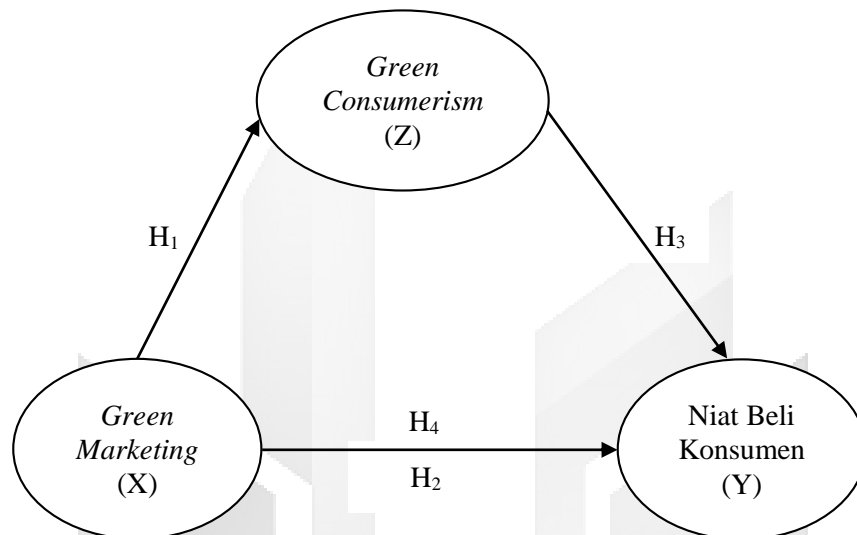 Green
Consumerism
(Z)
H₁
H₃
Green
Marketing
(X)
H₄
H₂
Niat Beli
Konsumen
(Y)